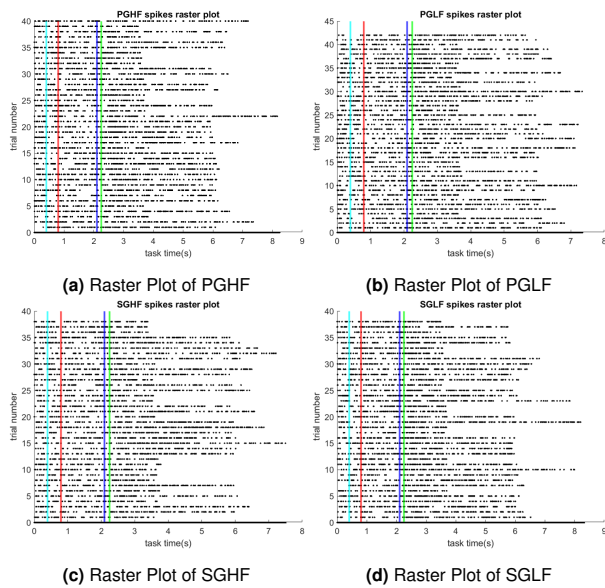 PGHF spikes raster plot
40
35
30
25
20
15
10
5
0
trial number
0 1 2 3 4 5 6 7 8 9
task time(s)
(a) Raster Plot of PGHF
PGLF spikes raster plot
45
40
35
30
25
20
15
10
5
0
trial number
0 1 2 3 4 5 6 7
task time(s)
(b) Raster Plot of PGLF
SGHF spikes raster plot
40
35
30
25
20
15
10
5
0
trial number
0 1 2 3 4 5 6 7 8
task time(s)
(c) Raster Plot of SGHF
SGLF spikes raster plot
40
35
30
25
20
15
10
5
0
trial number
0 1 2 3 4 5 6 7 8 9
task time(s)
(d) Raster Plot of SGLF